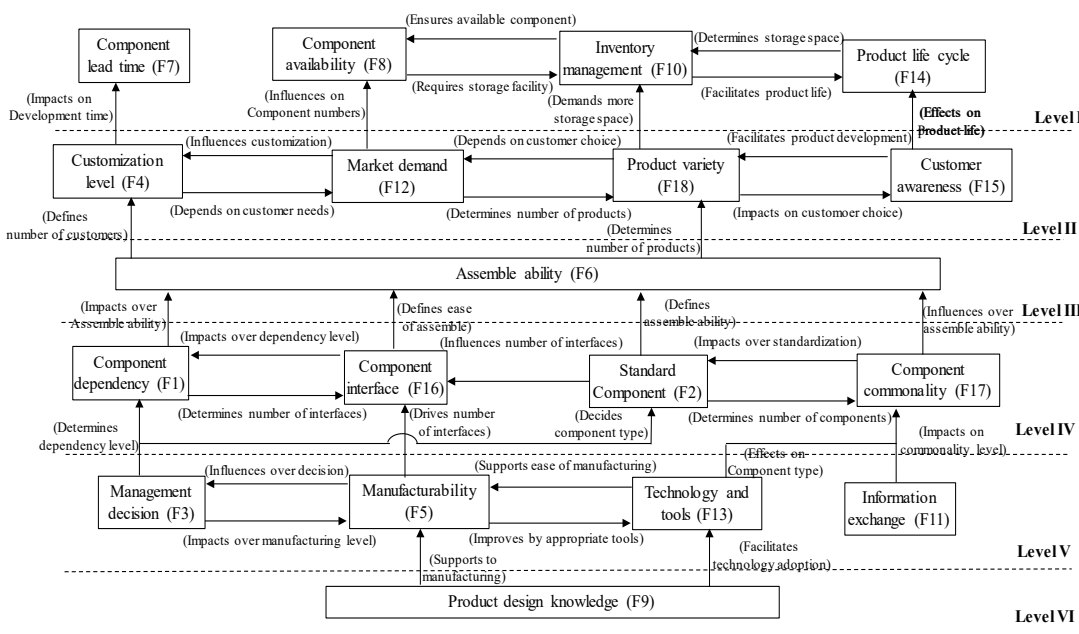 (Ensures available component)
Component
lead time (F7)
Component
availability (F8)
Inventory
management (F10)
(Determines storage space)
Product life cycle
(F14)
(Requires storage facility)
(Facilitates product life)
(Impacts on
Development time)
(Influences on
Component numbers)
(Demands more
storage space)
(Effects on
Product life)
Level I
(Influences customization)
(Depends on customer choice)
(Facilitates product development)
Customization
level (F4)
Market demand
(F12)
Product variety
(F18)
Customer
awareness (F15)
(Depends on customer needs)
(Determines number of products)
(Impacts on customoer choice)
(Defines
number of customers)
(Determines
number of products)
Level II
Assemble ability (F6)
(Impacts over
Assemble ability)
(Defines ease
of assemble)
(Defines
assemble ability)
(Influences over
assemble ability)
Level III
(Impacts over dependency level)
(Influences number of interfaces)
(Impacts over standardization)
Component
dependency (F1)
Component
interface (F16)
Standard
Component (F2)
Component
commonality (F17)
(Determines number of interfaces)
(Drives number
of interfaces)
(Decides
component type)
(Determines number of components)
(Determines
dependency level)
(Impacts on
commonality level)
Level IV
(Influences over decision)
(Supports ease of manufacturing)
(Effects on
Component type)
Management
decision (F3)
Manufacturability
(F5)
Technology and
tools (F13)
Information
exchange (F11)
(Impacts over manufacturing level)
(Improves by appropriate tools)
(Supports to
manufacturing)
(Facilitates
technology adoption)
Level V
Product design knowledge (F9)
Level VI